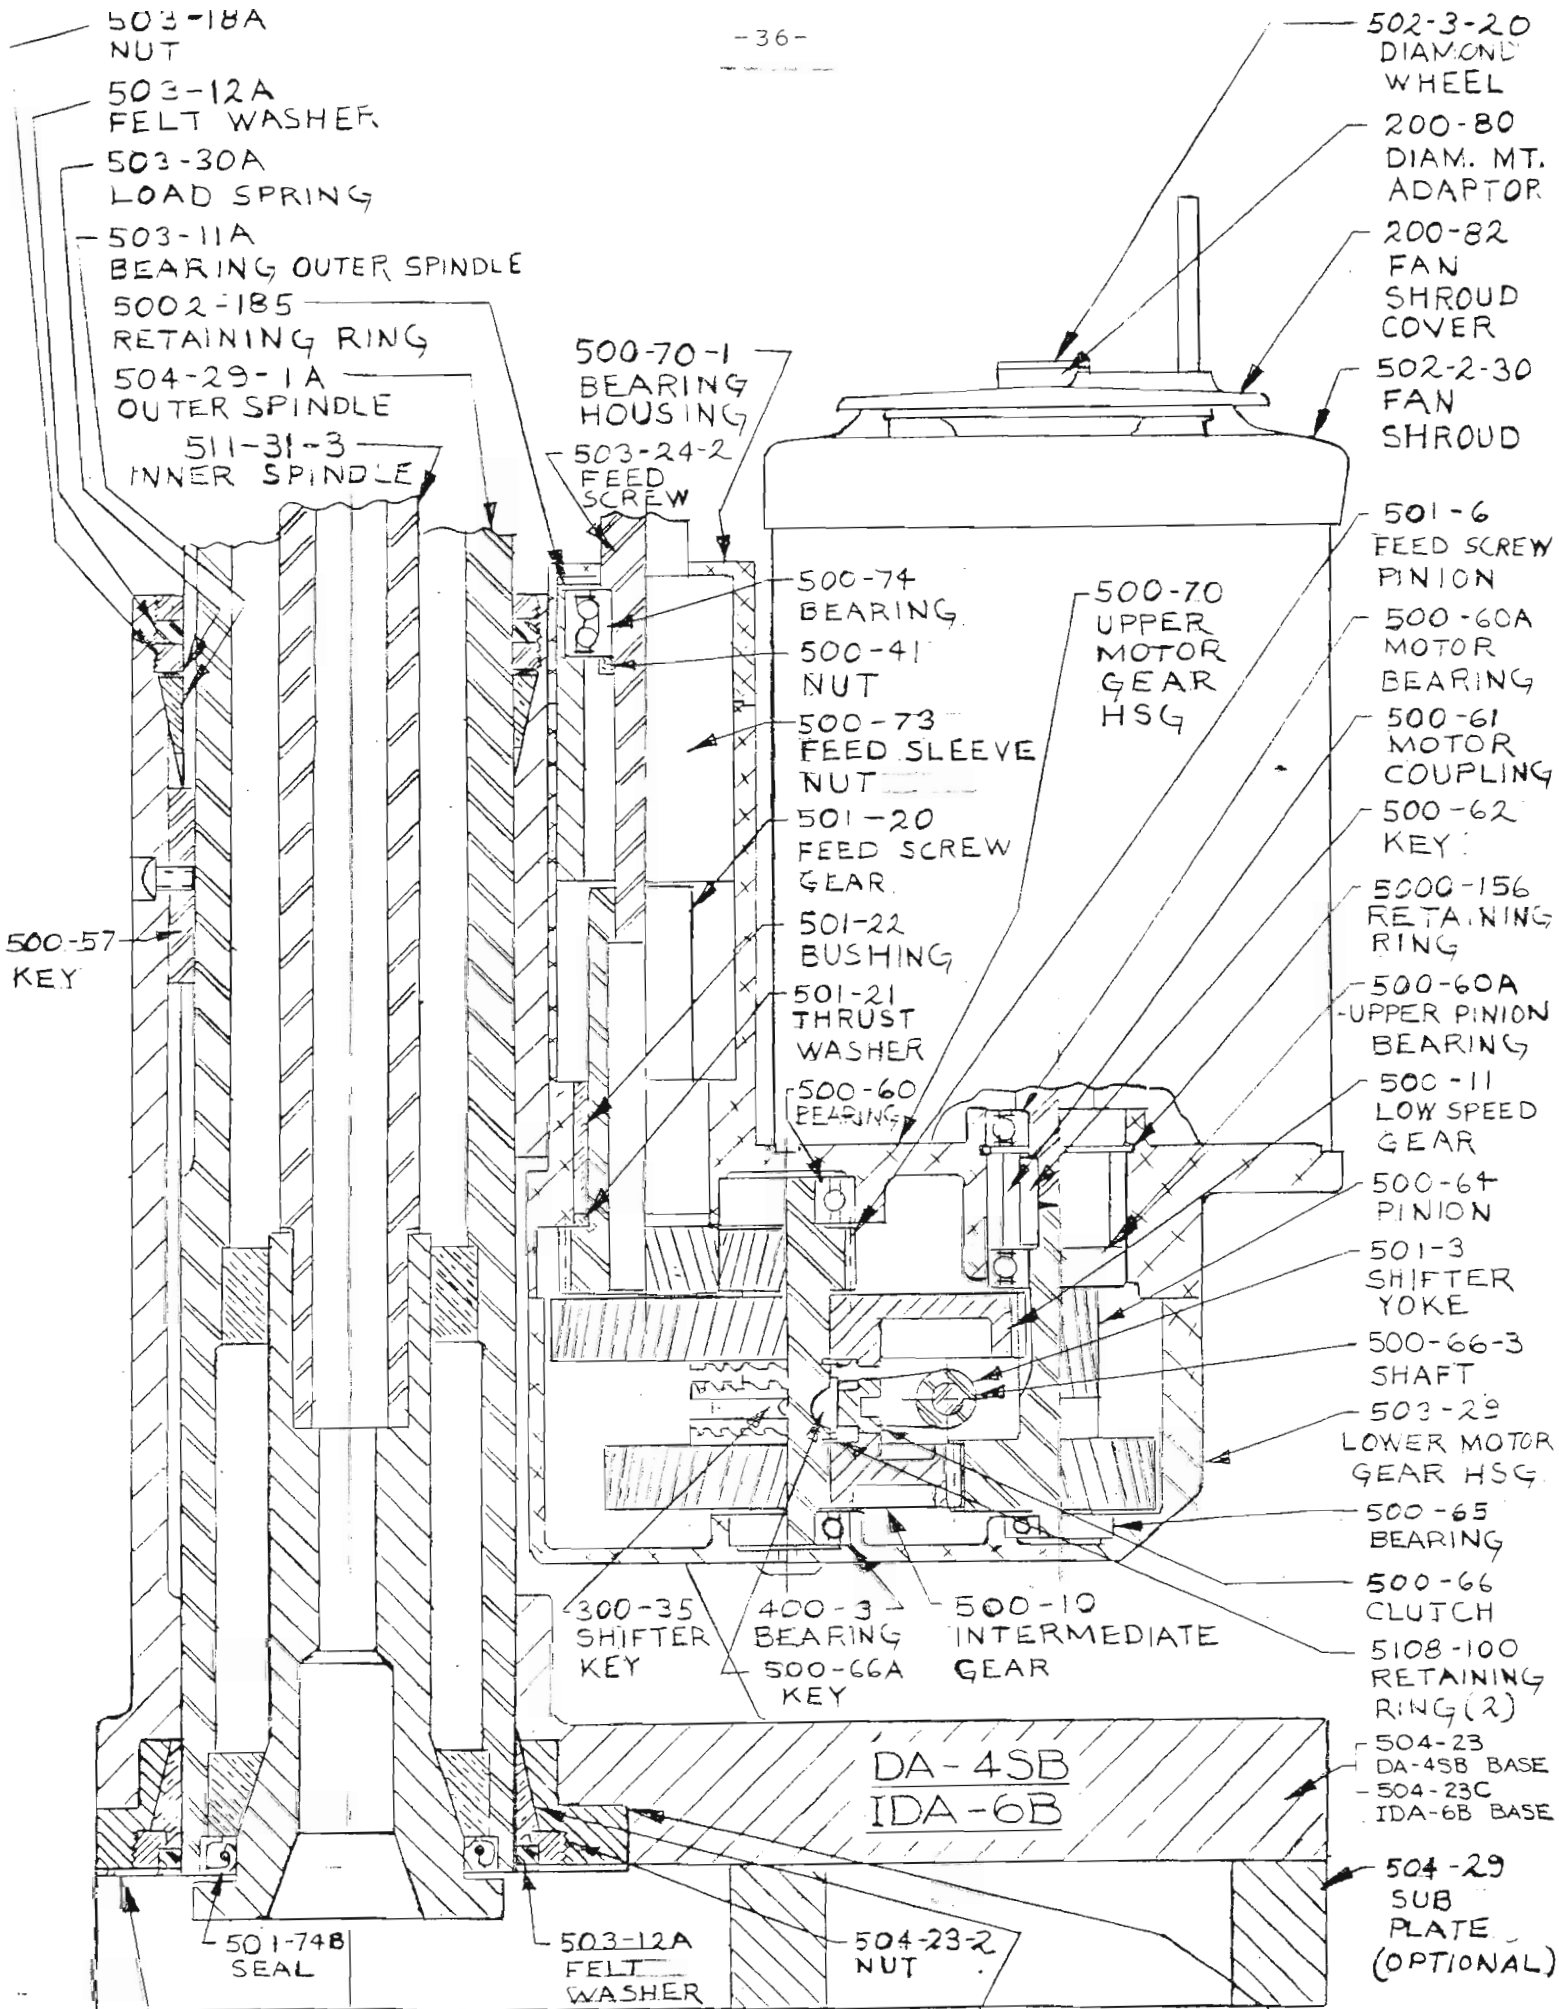 -36-
503-18A
NUT
503-12A
FELT WASHER
503-30A
LOAD SPRING
503-11A
BEARING OUTER SPINDLE
5002-185
RETAINING RING
504-29-1A
OUTER SPINDLE
511-31-3
INNER SPINDLE
500-57
KEY
500-70-1
BEARING
HOUSING
503-24-2
FEED
SCREW
500-74
BEARING
500-41
NUT
500-73
FEED SLEEVE
NUT
501-20
FEED SCREW
GEAR
501-22
BUSHING
501-21
THRUST
WASHER
500-60
BEARING
500-70
UPPER
MOTOR
GEAR
HSG
502-3-20
DIAMOND
WHEEL
200-80
DIAM. MT.
ADAPTOR
200-82
FAN
SHROUD
COVER
502-2-30
FAN
SHROUD
501-6
FEED SCREW
PINION
500-60A
MOTOR
BEARING
500-61
MOTOR
COUPLING
500-62
KEY
5000-156
RETAINING
RING
500-60A
UPPER PINION
BEARING
500-11
LOW SPEED
GEAR
500-64
PINION
501-3
SHIFTER
YOKE
500-66-3
SHAFT
503-29
LOWER MOTOR
GEAR HSG
500-65
BEARING
500-66
CLUTCH
5108-100
RETAINING
RING (2)
504-23
DA-4SB BASE
504-23C
IDA-6B BASE
504-29
SUB
PLATE
(OPTIONAL)
300-35
SHIFTER
KEY
400-3
BEARING
500-66A
KEY
500-10
INTERMEDIATE
GEAR
DA-4SB
IDA-6B
501-74B
SEAL
503-12A
FELT
WASHER
504-23-2
NUT